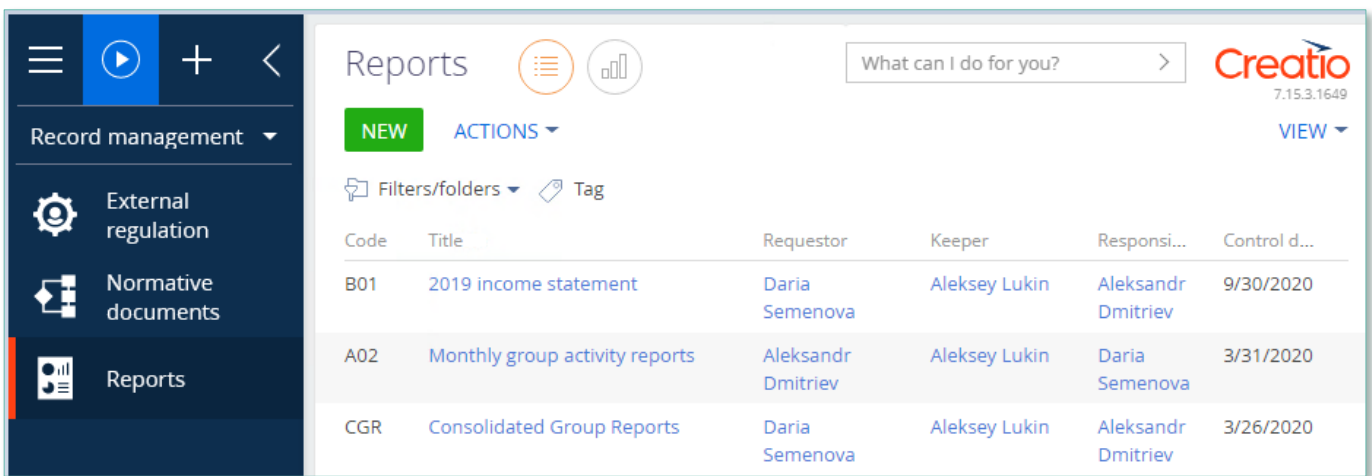 Record management
External
regulation
Normative
documents
Reports
Reports
What can I do for you?
Creatio
7.15.3.1649
NEW
ACTIONS
VIEW
Filters/folders
Tag
Code Title Requestor Keeper Responsi... Control d...
B01 2019 income statement Daria Aleksey Lukin Aleksandr 9/30/2020
Semenova Dmitriev
A02 Monthly group activity reports Aleksandr Aleksey Lukin Daria 3/31/2020
Dmitriev Semenova
CGR Consolidated Group Reports Daria Aleksey Lukin Aleksandr 3/26/2020
Semenova Dmitriev